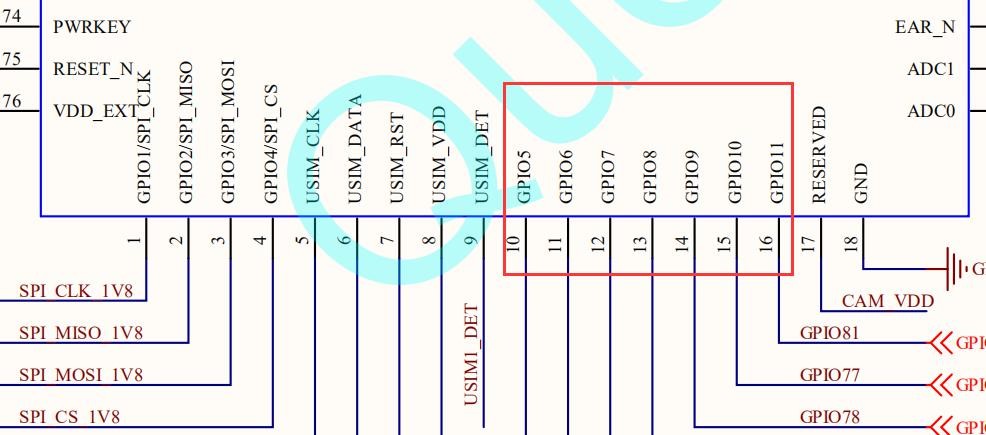 74
PWRKEY
EAR_N
75
RESET_N
ADC1
76
VDD_EXT
ADC0
GPIO1/SPI_CLK
GPIO2/SPI_MISO
GPIO3/SPI_MOSI
GPIO4/SPI_CS
USIM_CLK
USIM_DATA
USIM_RST
USIM_VDD
USIM_DET
GPIO5
GPIO6
GPIO7
GPIO8
GPIO9
GPIO10
GPIO11
RESERVED
GND
1
2
3
4
5
6
7
8
9
10
11
12
13
14
15
16
17
18
SPI_CLK_1V8
CAM_VDD
SPI_MISO_1V8
USIM1_DET
GPIO81
SPI_MOSI_1V8
GPIO77
SPI_CS_1V8
GPIO78